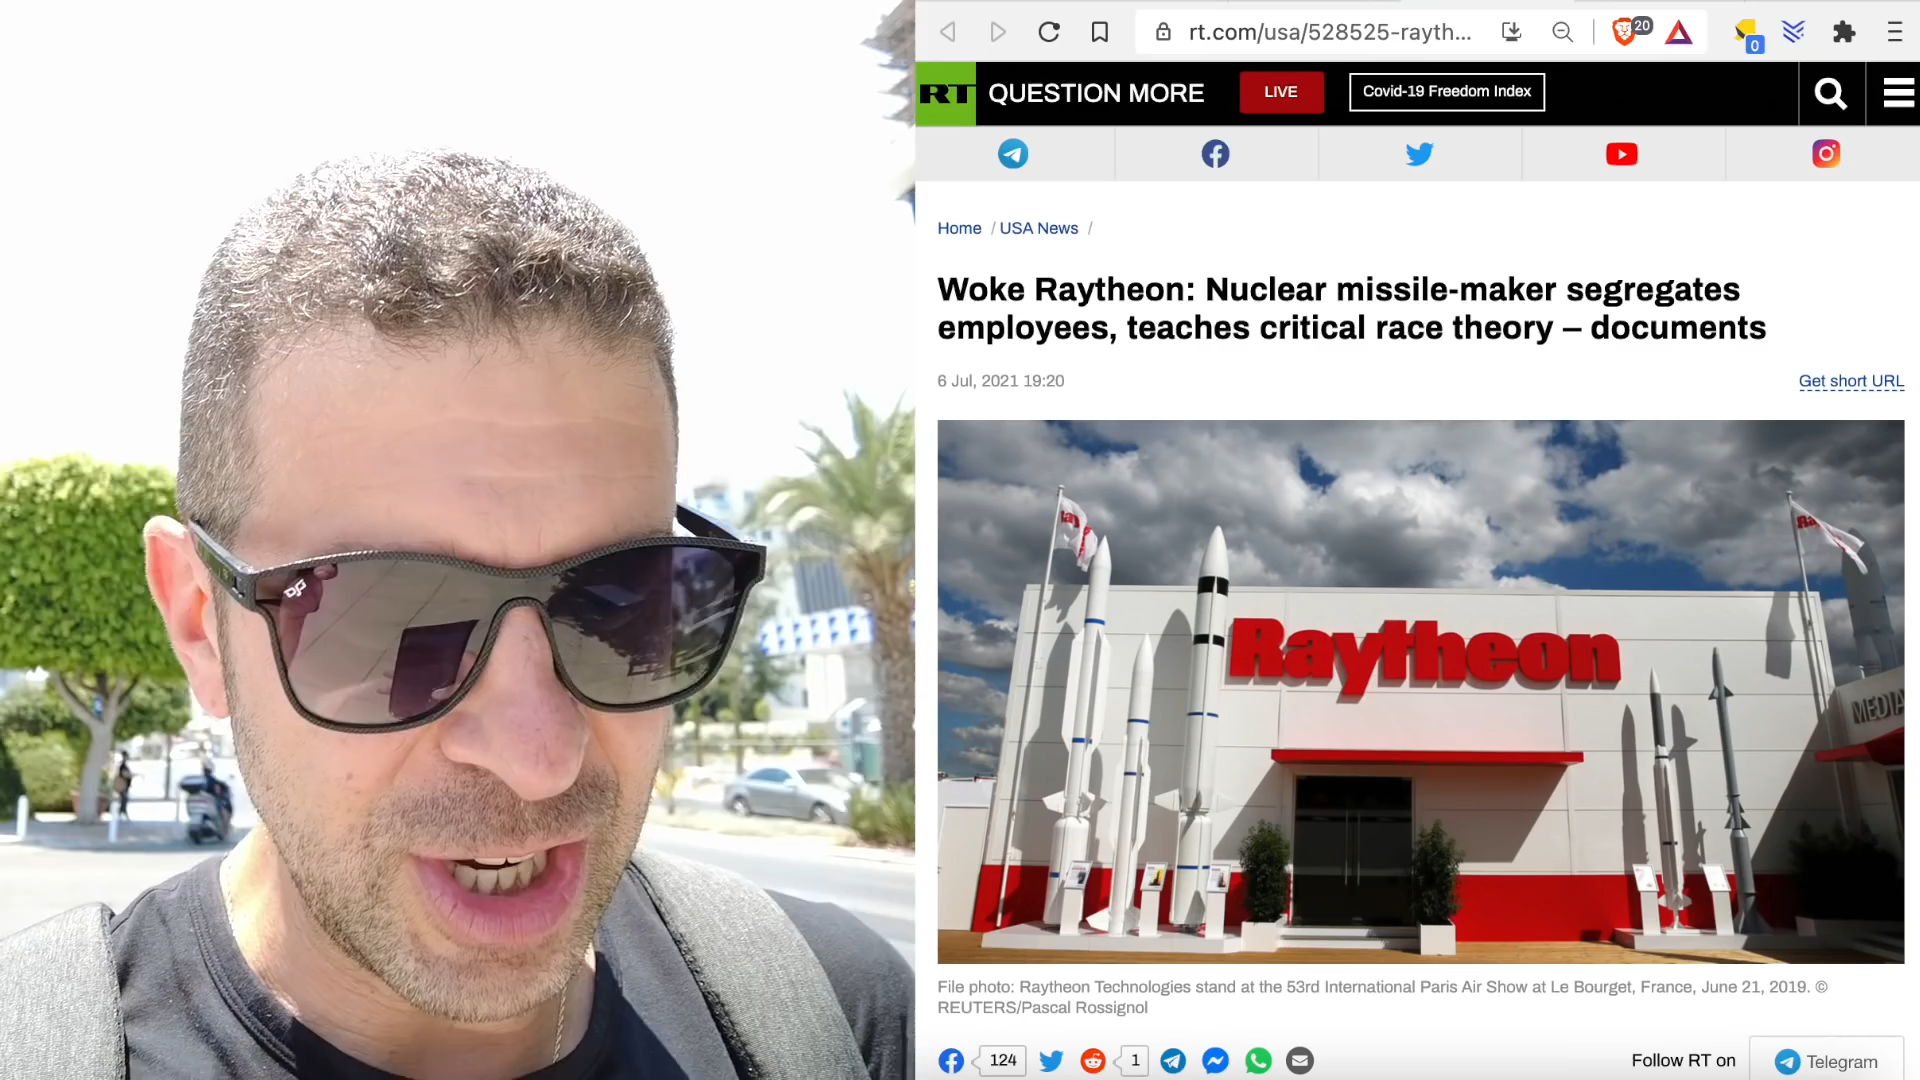 rt.com/usa/528525-rayth...
20
0
RT
QUESTION MORE
LIVE
Covid-19 Freedom Index
Home / USA News /
Woke Raytheon: Nuclear missile-maker segregates
employees, teaches critical race theory – documents
6 Jul, 2021 19:20
Get short URL
Raytheon
MEDIA
File photo: Raytheon Technologies stand at the 53rd International Paris Air Show at Le Bourget, France, June 21, 2019. ©
REUTERS/Pascal Rossignol
124
1
Follow RT on
Telegram